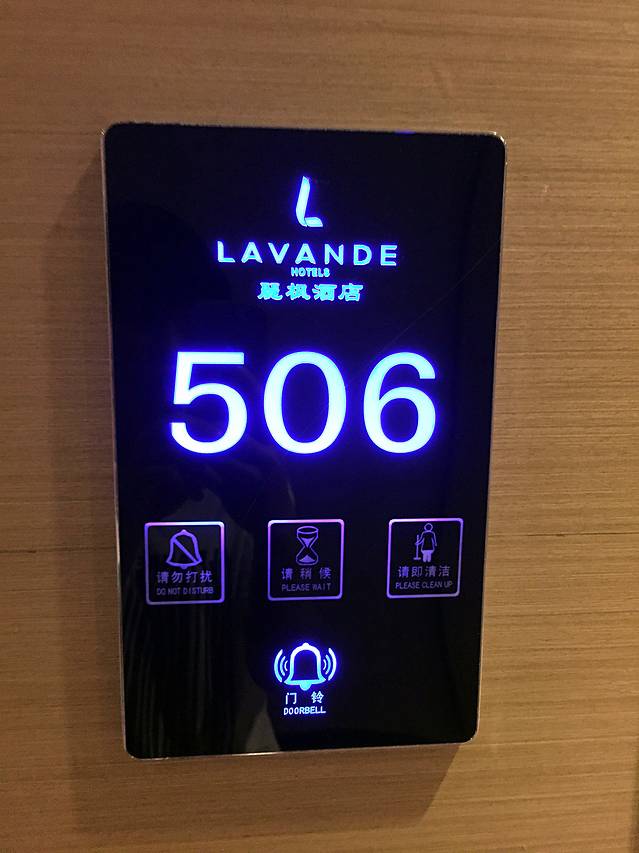 LAVANDE
HOTELS
麗枫酒店
506
请勿打扰
DO NOT DISTURB
请稍候
PLEASE WAIT
请即清洁
PLEASE CLEAN UP
门铃
DOORBELL